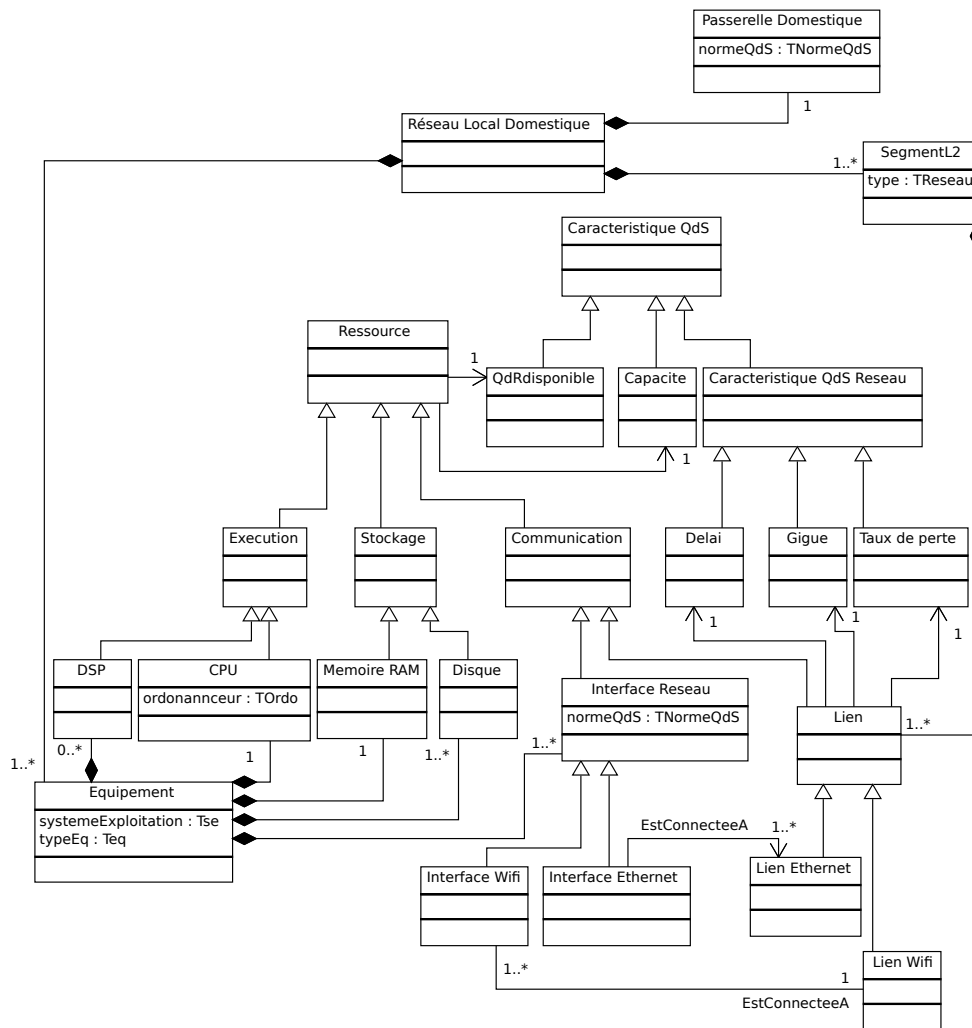 Passerelle Domestique
normeQdS : TNormeQdS
1
Réseau Local Domestique
SegmentL2
1..*
type : TReseau
Caracteristique QdS
Ressource
1
QdRdisponible
Capacite
Caracteristique QdS Reseau
1
Execution
Stockage
Communication
Delai
Gigue
Taux de perte
1
1
1
DSP
CPU
Memoire RAM
Disque
Interface Reseau
ordonannceur : TOrdo
normeQdS : TNormeQdS
Lien
1..*
0..*
1
1
1..*
1..*
1..*
Equipement
systemeExploitation : Tse
typeEq : Teq
EstConnecteeA
1..*
Interface Wifi
Interface Ethernet
Lien Ethernet
Lien Wifi
1..*
1
EstConnecteeA